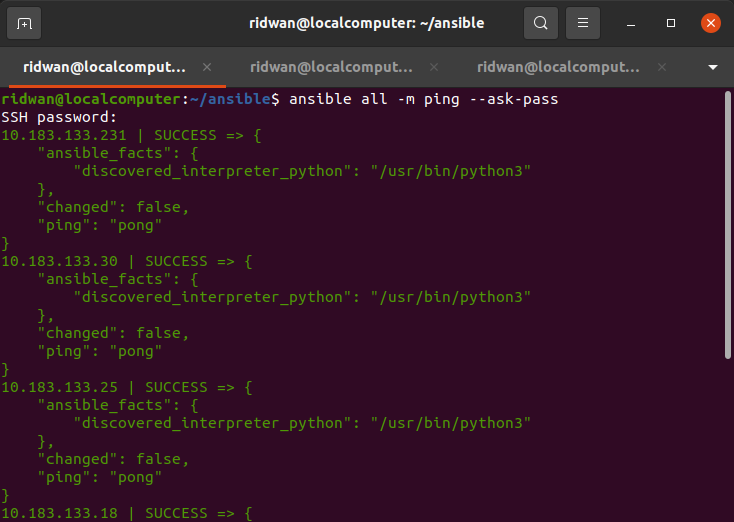 ridwan@localcomputer: ~/ansible
ridwan@localcomput... × ridwan@localcomput... × ridwan@localcomput... ×
ridwan@localcomputer:~/ansible$ ansible all -m ping --ask-pass
SSH password:
10.183.133.231 | SUCCESS => {
    "ansible_facts": {
        "discovered_interpreter_python": "/usr/bin/python3"
    },
    "changed": false,
    "ping": "pong"
}
10.183.133.30 | SUCCESS => {
    "ansible_facts": {
        "discovered_interpreter_python": "/usr/bin/python3"
    },
    "changed": false,
    "ping": "pong"
}
10.183.133.25 | SUCCESS => {
    "ansible_facts": {
        "discovered_interpreter_python": "/usr/bin/python3"
    },
    "changed": false,
    "ping": "pong"
}
10.183.133.18 | SUCCESS => {